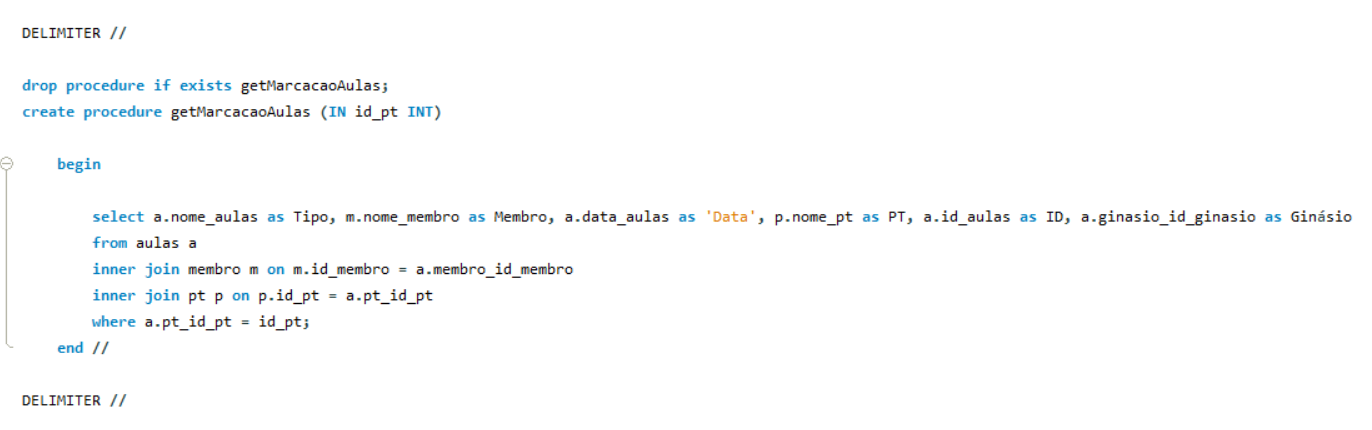 DELIMITER //
drop procedure if exists getMarcacaoAulas;
create procedure getMarcacaoAulas (IN id_pt INT)
begin
select a.nome_aulas as Tipo, m.nome_membro as Membro, a.data_aulas as 'Data', p.nome_pt as PT, a.id_aulas as ID, a.ginasio_id_ginasio as Ginásio
from aulas a
inner join membro m on m.id_membro = a.membro_id_membro
inner join pt p on p.id_pt = a.pt_id_pt
where a.pt_id_pt = id_pt;
end //
DELIMITER //